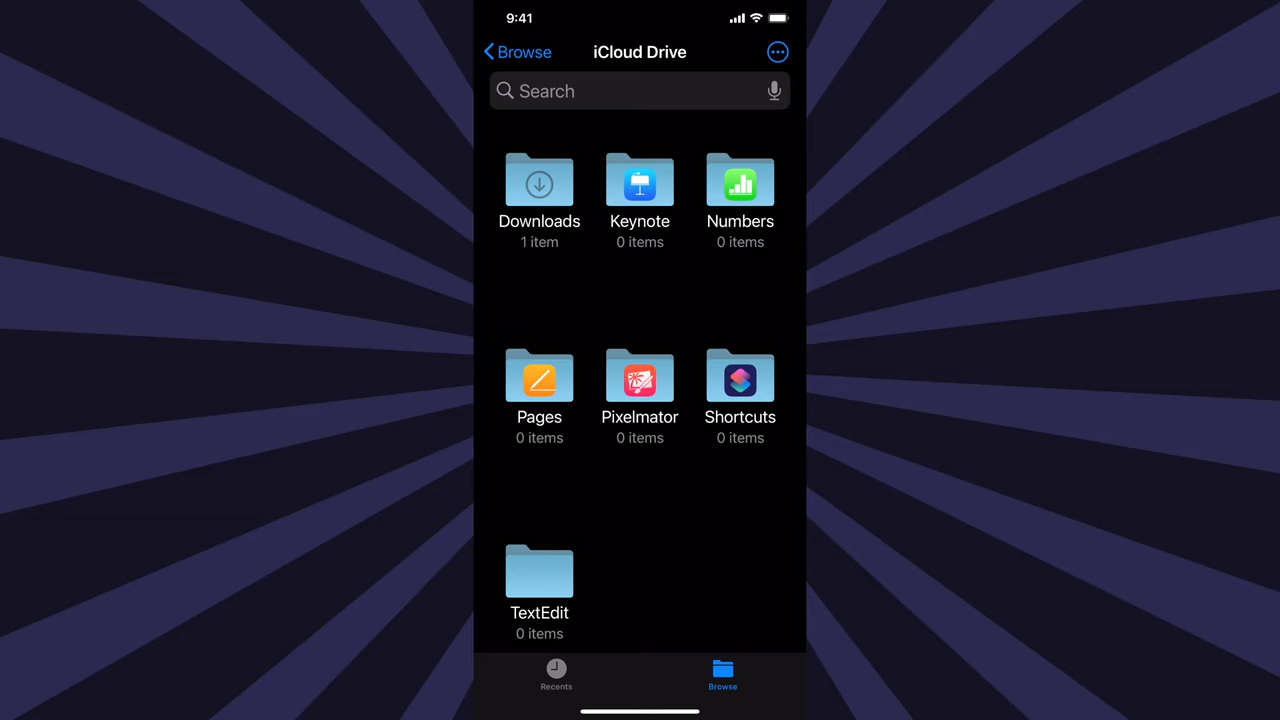 9:41
Browse
iCloud Drive
Search
Downloads
1 item
Keynote
0 items
Numbers
0 items
Pages
0 items
Pixelmator
0 items
Shortcuts
0 items
TextEdit
0 items
Recents
Browse